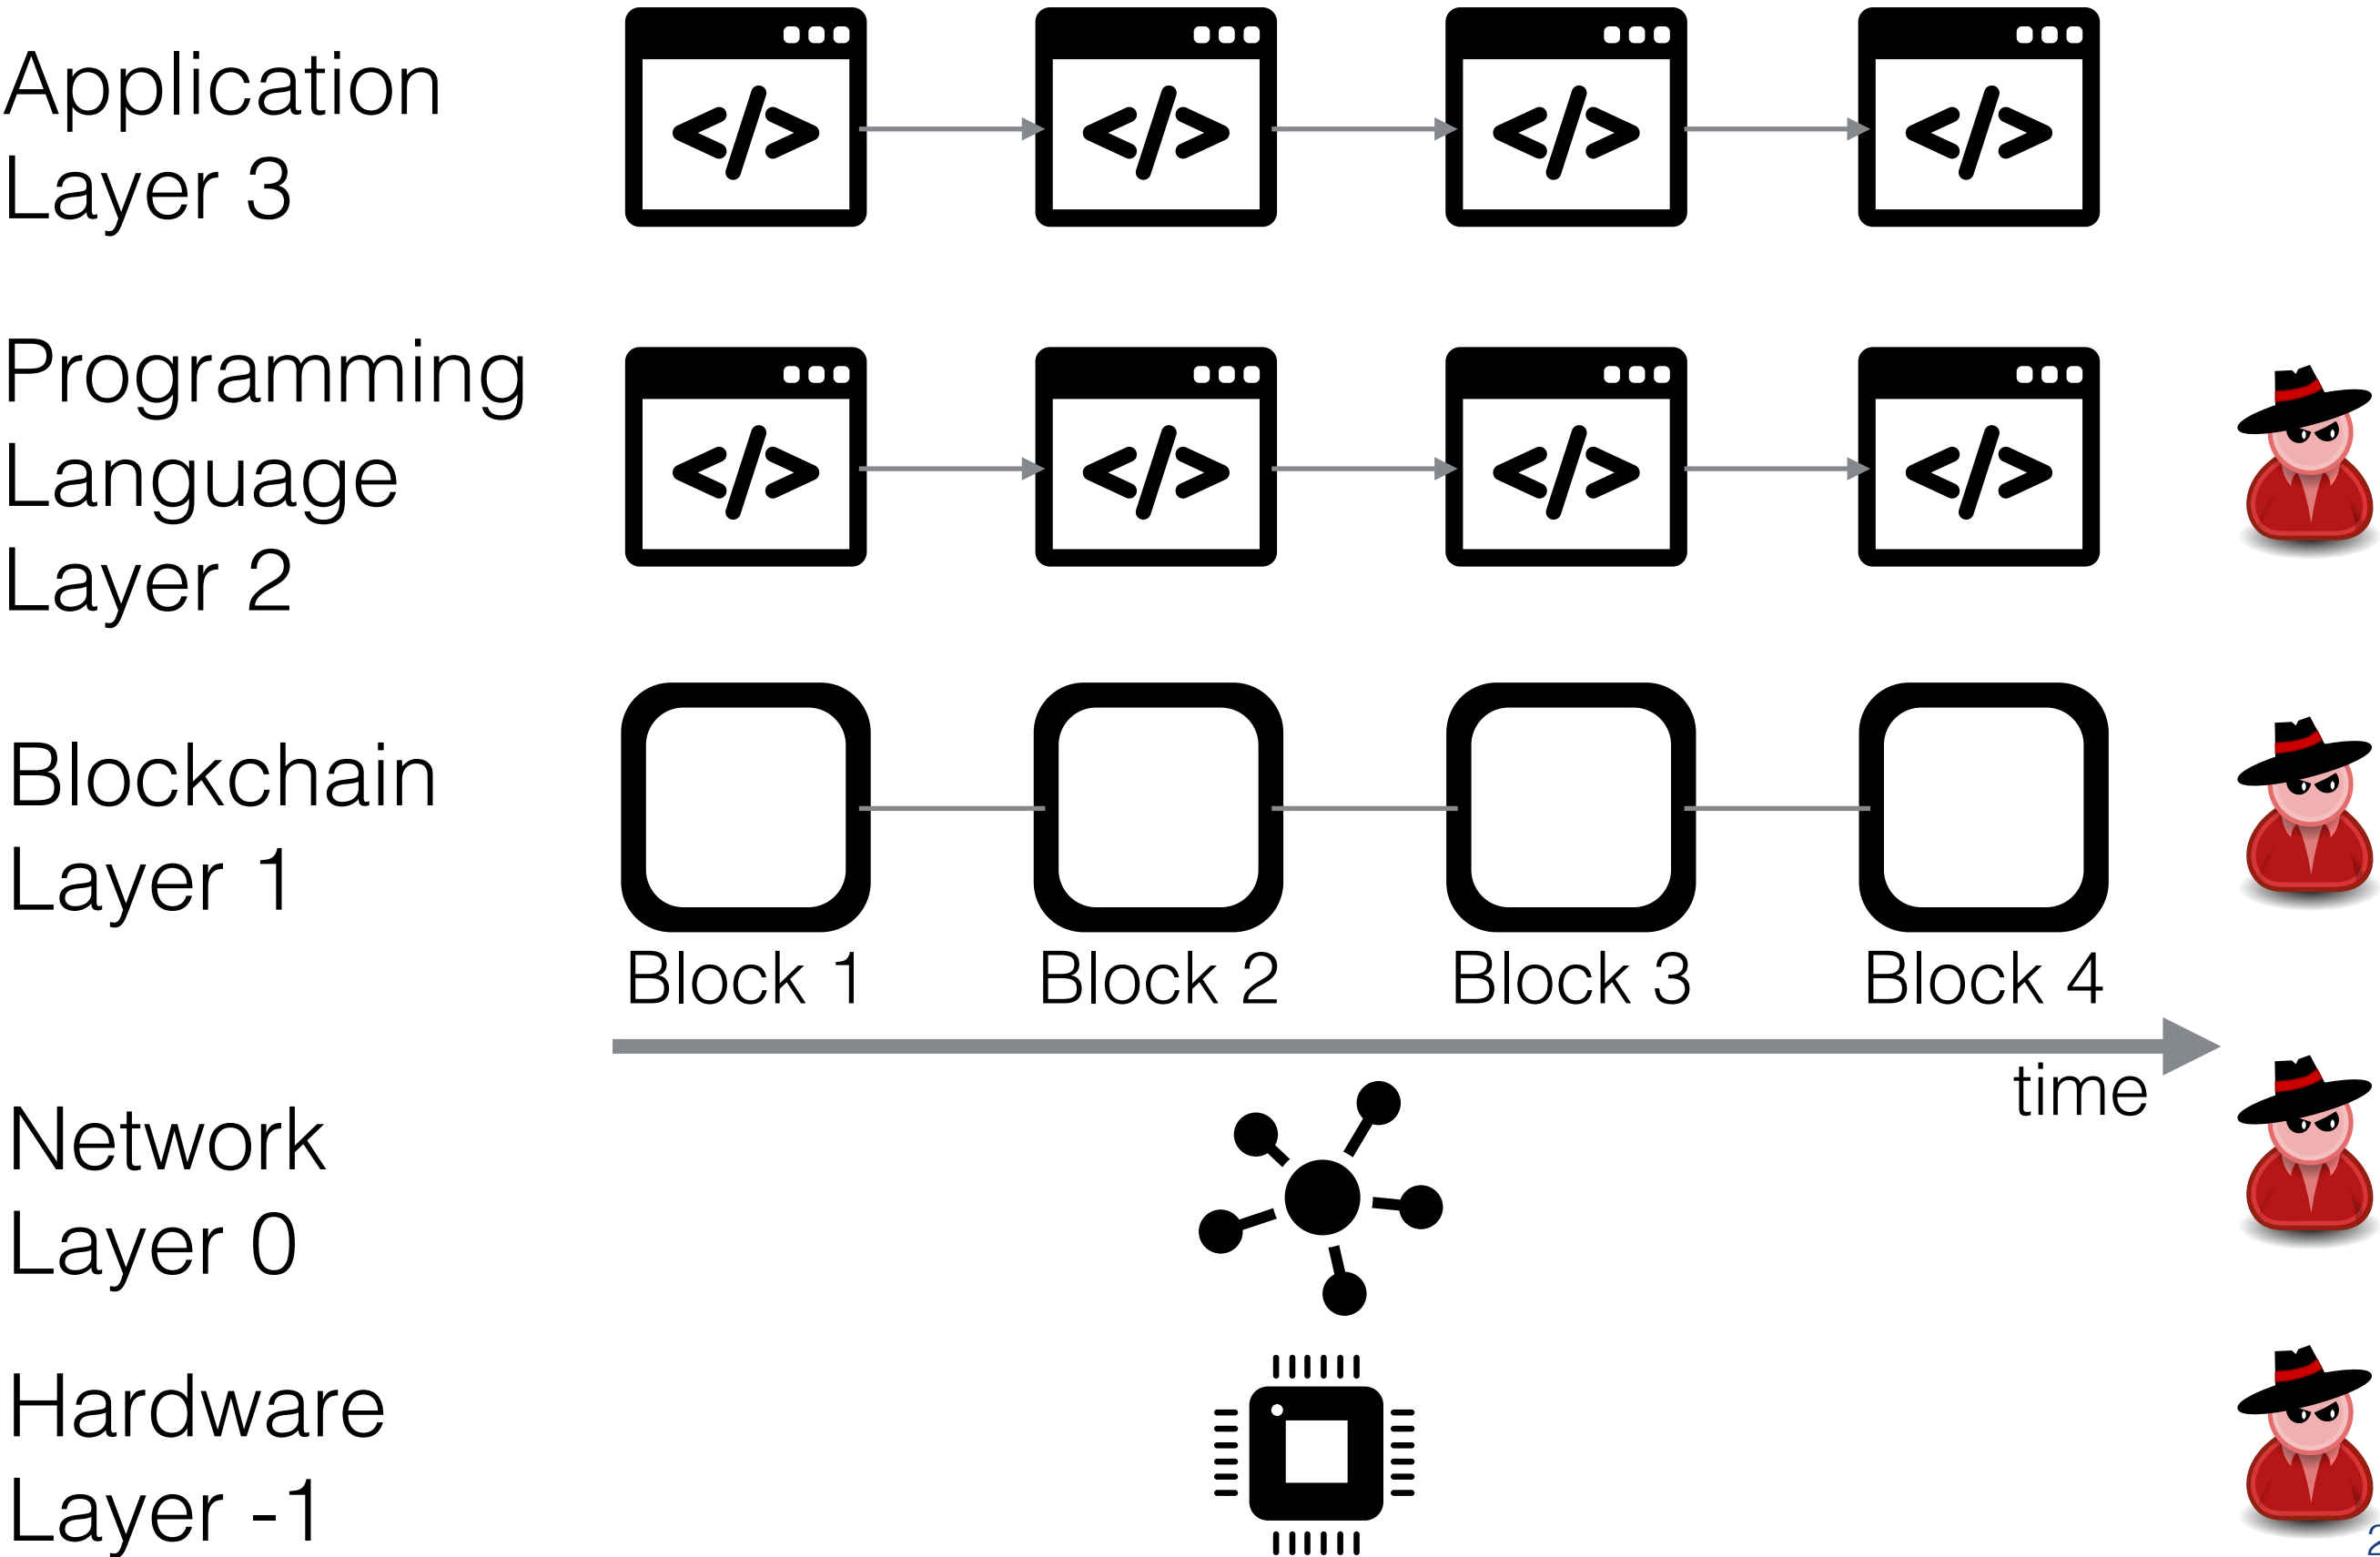 Application
Layer 3
Programming
Language
Layer 2
Blockchain
Layer 1
Block 1
Block 2
Block 3
Block 4
time
Network
Layer 0
Hardware
Layer -1